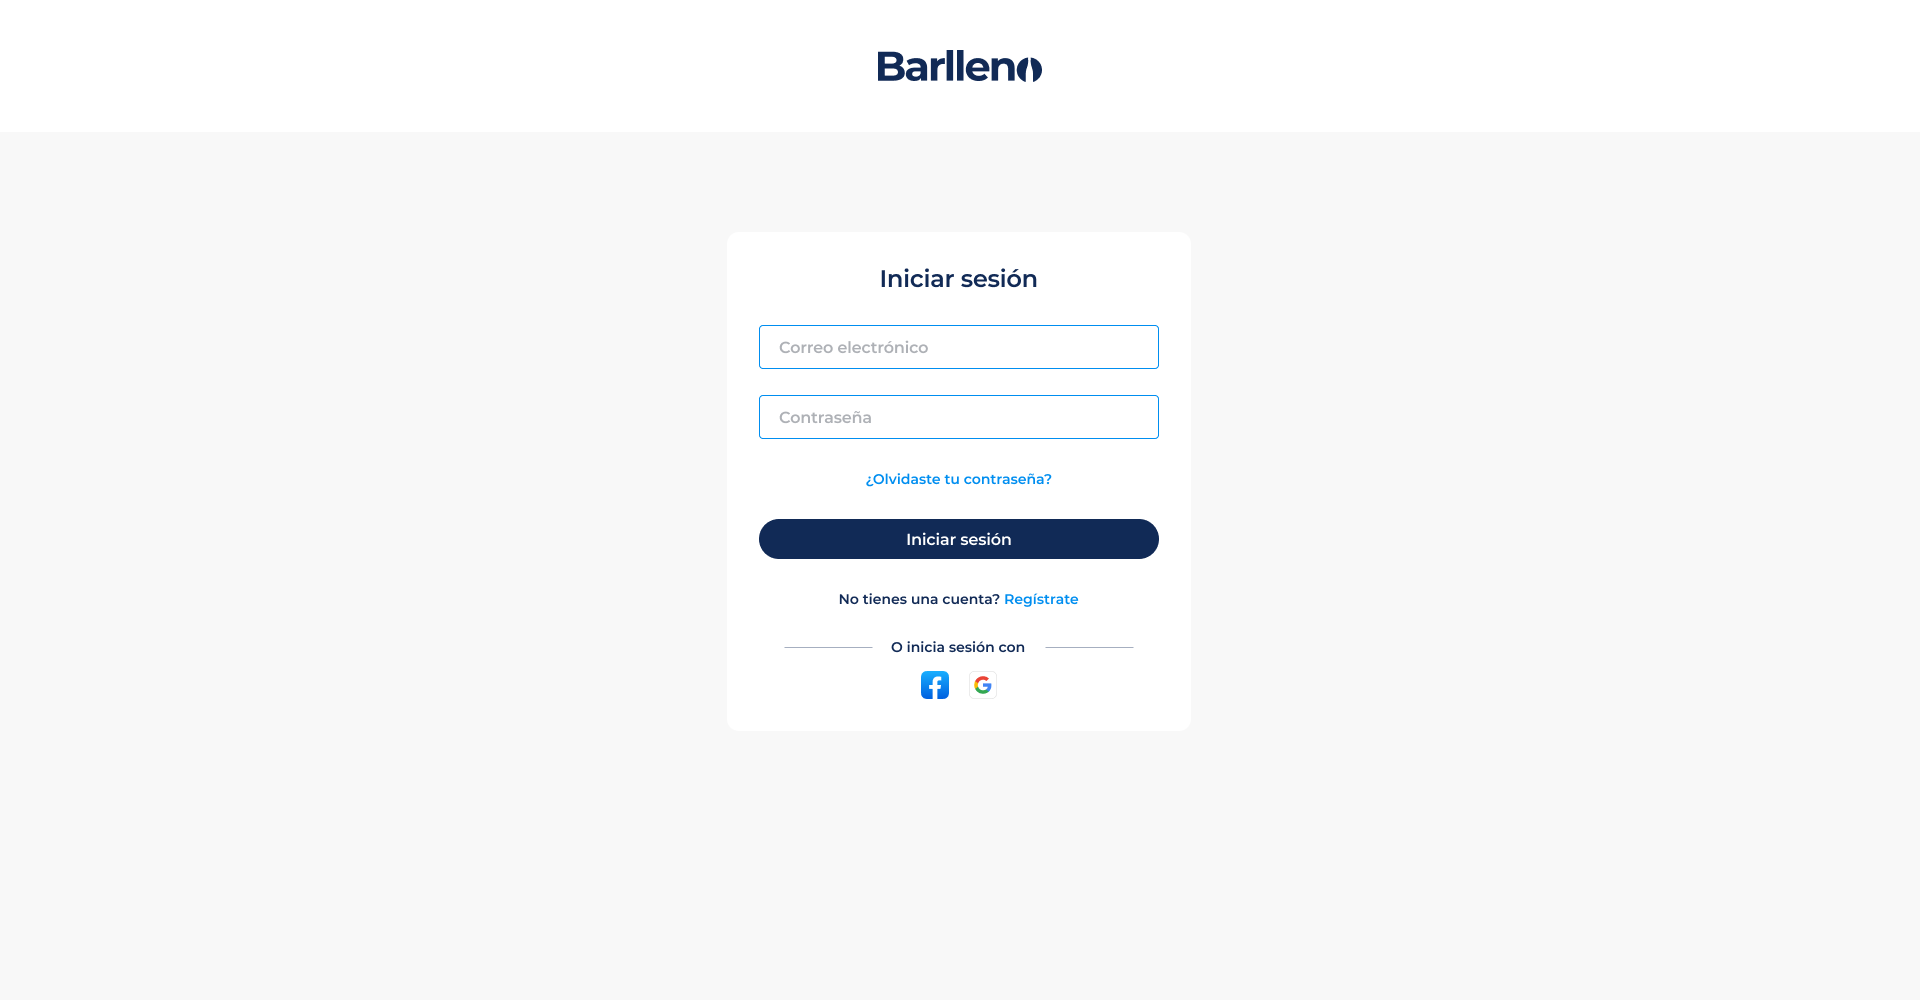 Barlleno
Iniciar sesión
Correo electrónico
Contraseña
¿Olvidaste tu contraseña?
Iniciar sesión
No tienes una cuenta? Regístrate
O inicia sesión con